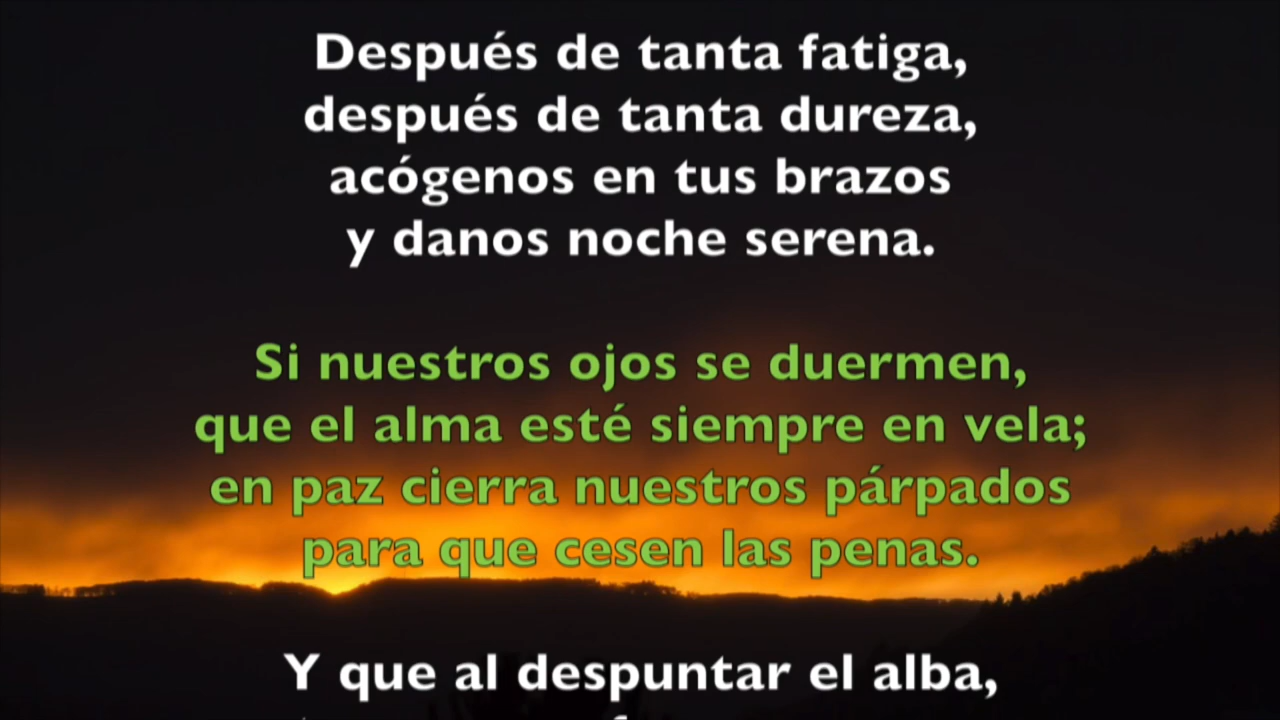 Después de tanta fatiga,
después de tanta dureza,
acógenos en tus brazos
y danos noche serena.
Si nuestros ojos se duermen,
que el alma esté siempre en vela;
en paz cierra nuestros párpados
para que cesen las penas.
Y que al despuntar el alba,